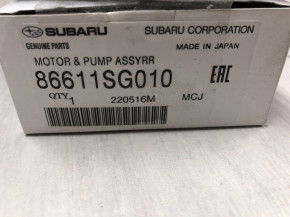 SUBARU SUBARU CORPORATION
GENUINE PARTS MADE IN JAPAN
MOTOR & PUMP ASSYRR
86611SG010 EAC
QTY 1 220516M MCJ